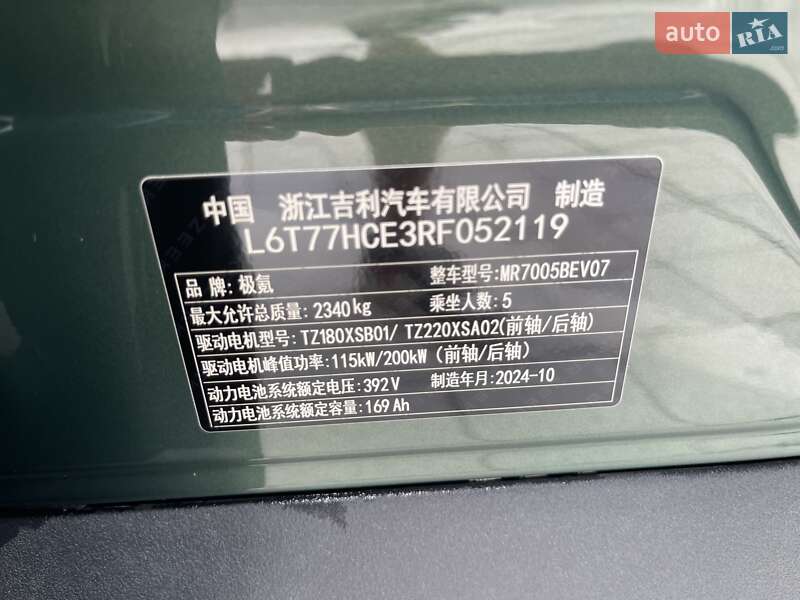 auto RIA.com
中国 浙江吉利汽车有限公司 制造
L6T77HCE3RF052119
品 牌: 极氪 整车型号: MR7005BEV07
最大允许总质量: 2340kg 乘坐人数: 5
驱动电机型号: TZ180XSB01/ TZ220XSA02(前轴/后轴)
驱动电机峰值功率: 115kW/200kW (前轴/后轴)
动力电池系统额定电压: 392V 制造年月: 2024-10
动力电池系统额定容量: 169Ah